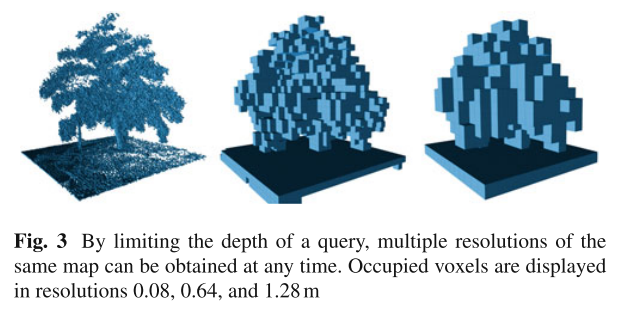 Fig. 3 By limiting the depth of a query, multiple resolutions of the
same map can be obtained at any time. Occupied voxels are displayed
in resolutions 0.08, 0.64, and 1.28 m